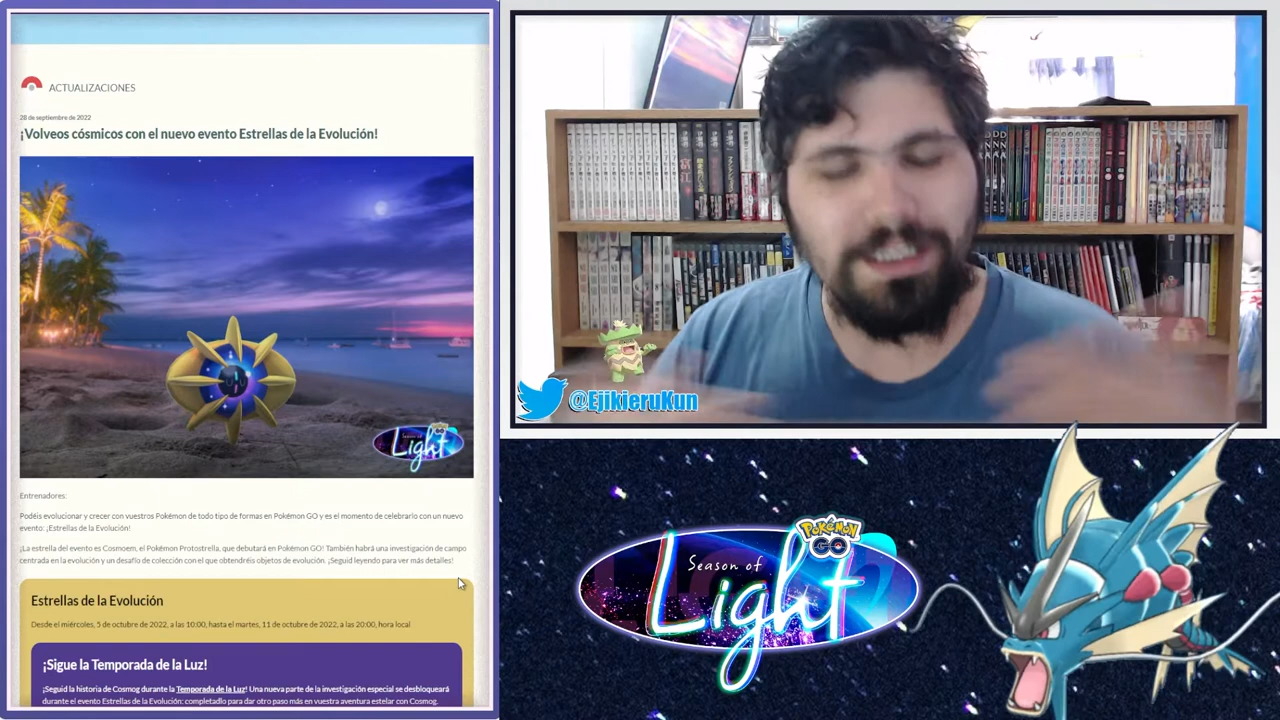 ACTUALIZACIONES
28 de septiembre de 2022
¡Volveos cósmicos con el nuevo evento Estrellas de la Evolución!
Season of
Light
Entrenadores:
Podéis evolucionar y crecer con vuestros Pokémon de todo tipo de formas en Pokémon GO y es el momento de celebrarlo con un nuevo
evento: ¡Estrellas de la Evolución!
¡La estrella del evento es Cosmoem, el Pokémon Protostrella, que debutará en Pokémon GO! También habrá una investigación de campo
centrada en la evolución y un desafío de colección con el que obtendréis objetos de evolución. ¡Seguid leyendo para ver más detalles!
Estrellas de la Evolución
Desde el miércoles, 5 de octubre de 2022, a las 10:00, hasta el martes, 11 de octubre de 2022, a las 20:00, hora local
¡Sigue la Temporada de la Luz!
¡Seguid la historia de Cosmog durante la Temporada de la Luz! Una nueva parte de la investigación especial se desbloqueará
durante el evento Estrellas de la Evolución: completadlo para dar otro paso más en vuestra aventura estelar con Cosmog.
@EjikieruKun
POKÉMON
GO
Season of
Light